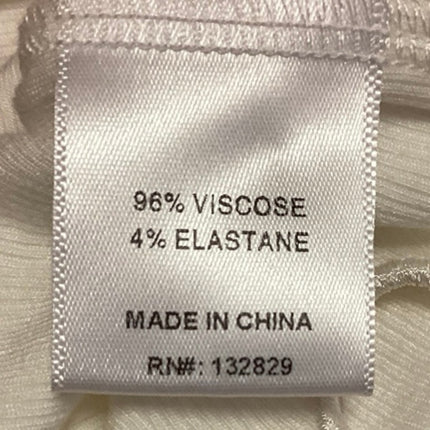 96% VISCOSE
4% ELASTANE
MADE IN CHINA
RN#: 132829